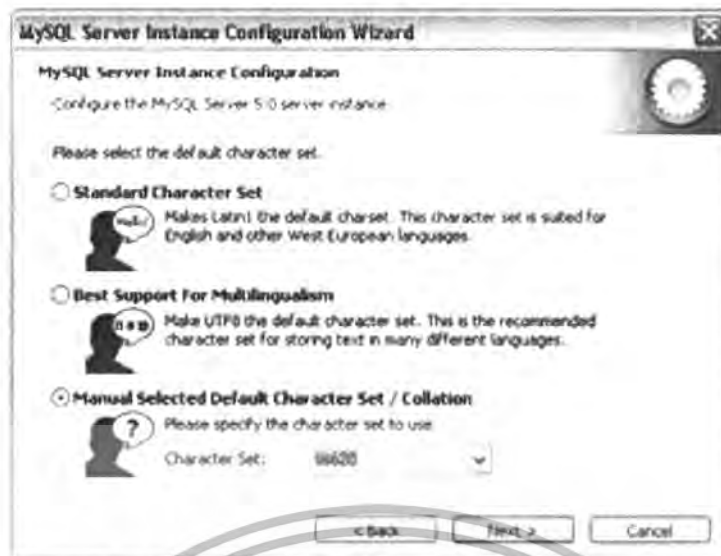 MySQL Server Instance Configuration Wizard
MySQL Server Instance Configuration
Configure the MySQL Server 5.0 server instance.
Please select the default character set.
Standard Character Set
Makes Latin1 the default charset. This character set is suited for
English and other West European languages.
Best Support For Multilingualism
Make UTF8 the default character set. This is the recommended
character set for storing text in many different languages.
Manual Selected Default Character Set / Collation
?
Please specify the character set to use.
Character Set: tis620
< Back Next > Cancel